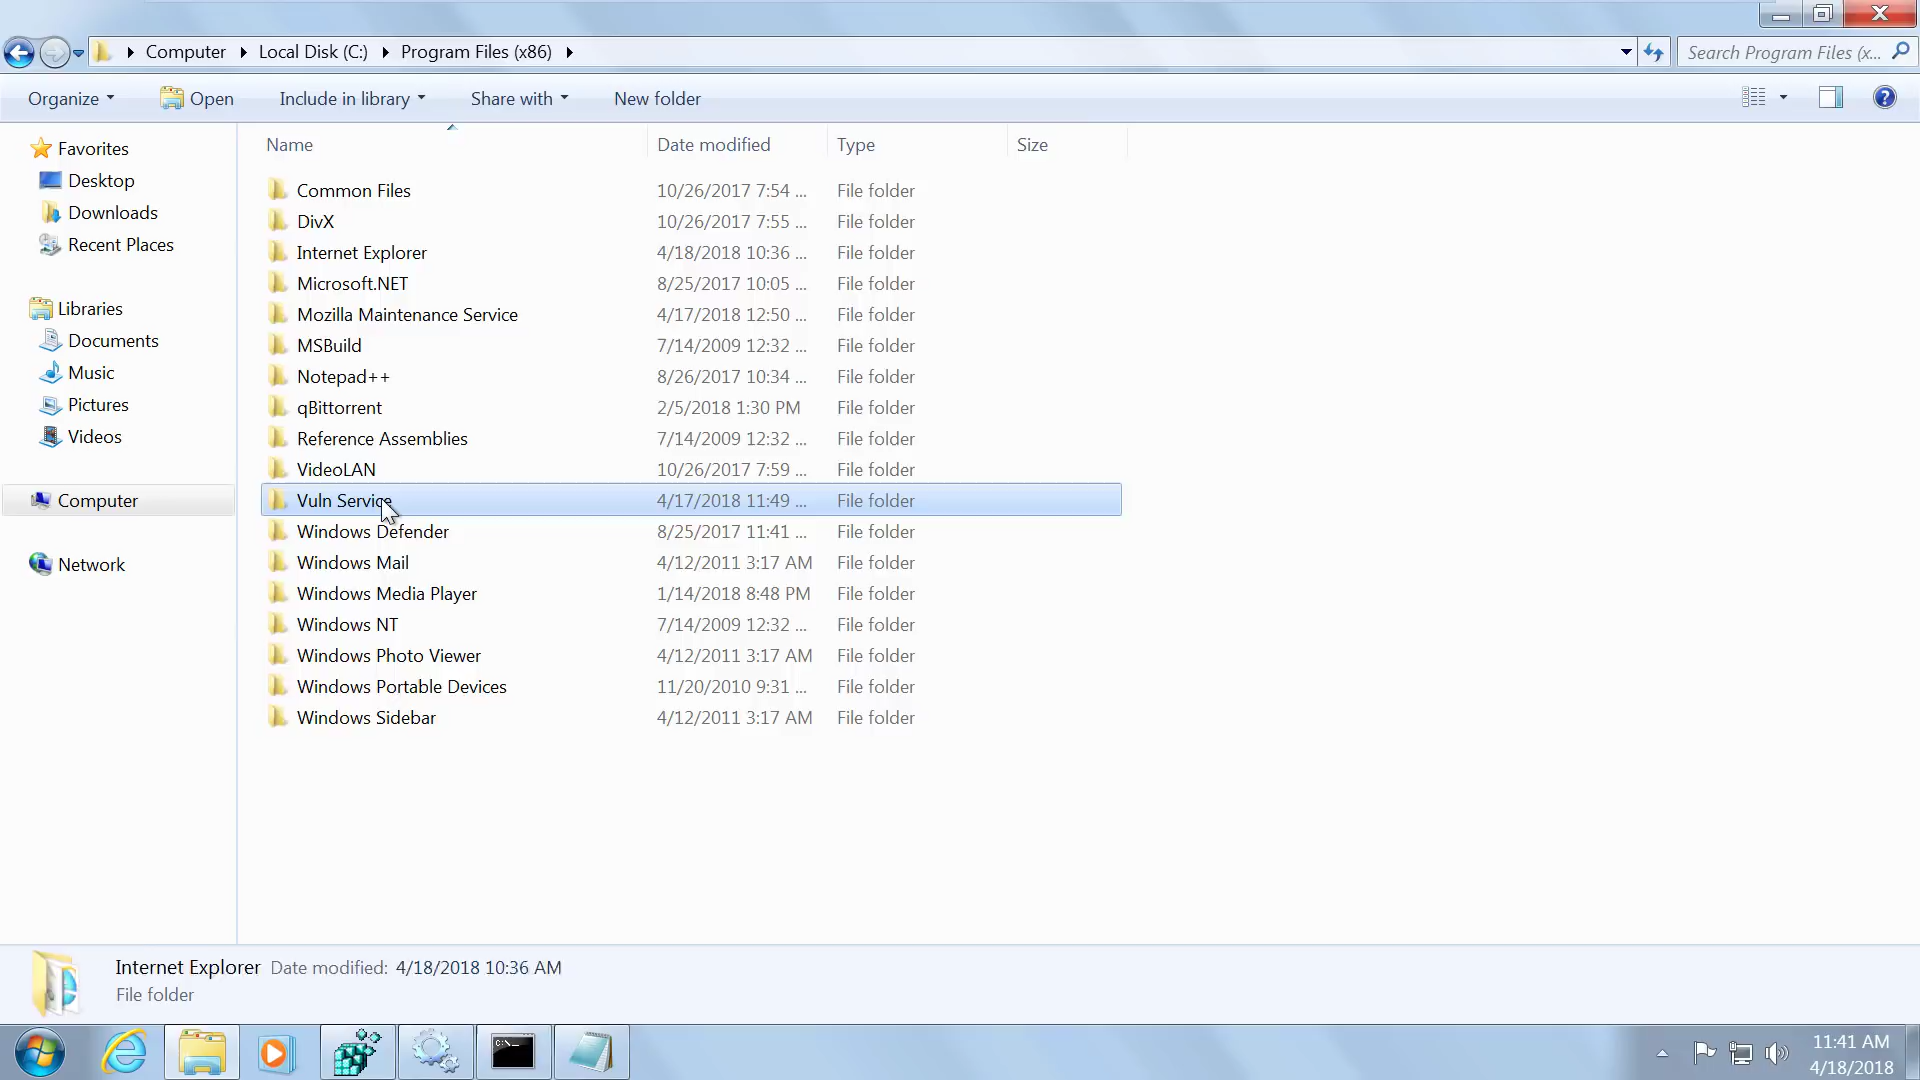 Computer Local Disk (C:) Program Files (x86) Search Program Files (x...
Organize Open Include in library Share with New folder
Name Date modified Type Size
Favorites
Desktop
Downloads
Recent Places
Libraries
Documents
Music
Pictures
Videos
Computer
Network
Common Files 10/26/2017 7:54 ... File folder
DivX 10/26/2017 7:55 ... File folder
Internet Explorer 4/18/2018 10:36 ... File folder
Microsoft.NET 8/25/2017 10:05 ... File folder
Mozilla Maintenance Service 4/17/2018 12:50 ... File folder
MSBuild 7/14/2009 12:32 ... File folder
Notepad++ 8/26/2017 10:34 ... File folder
qBittorrent 2/5/2018 1:30 PM File folder
Reference Assemblies 7/14/2009 12:32 ... File folder
VideoLAN 10/26/2017 7:59 ... File folder
Vuln Service 4/17/2018 11:49 ... File folder
Windows Defender 8/25/2017 11:41 ... File folder
Windows Mail 4/12/2011 3:17 AM File folder
Windows Media Player 1/14/2018 8:48 PM File folder
Windows NT 7/14/2009 12:32 ... File folder
Windows Photo Viewer 4/12/2011 3:17 AM File folder
Windows Portable Devices 11/20/2010 9:31 ... File folder
Windows Sidebar 4/12/2011 3:17 AM File folder
Internet Explorer Date modified: 4/18/2018 10:36 AM
File folder
C:\_
11:41 AM
4/18/2018